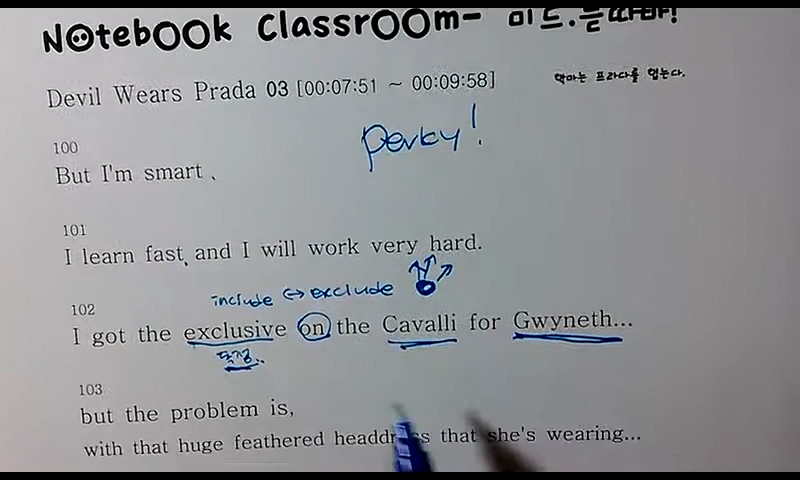 Notebook Classroom- 미드.듣따바!
Devil Wears Prada 03 [00:07:51 ~ 00:09:58]
악마는 프라다를 입는다.
perky!
100
But I'm smart、
101
I learn fast、and I will work very hard.
include ↔ exclude
102
I got the exclusive on the Cavalli for Gwyneth...
독점..
103
but the problem is,
with that huge feathered headdress that she's wearing...